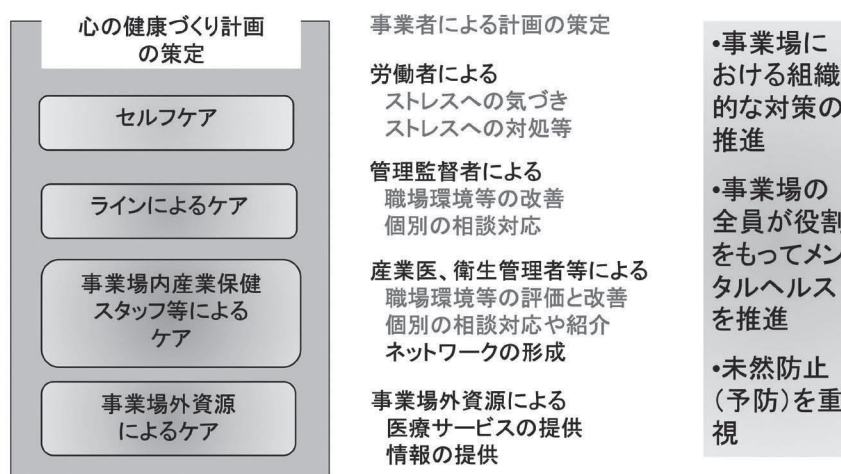 心の健康づくり計画
の策定
セルフケア
ラインによるケア
事業場内産業保健
スタッフ等による
ケア
事業場外資源
によるケア
事業者による計画の策定
労働者による
ストレスへの気づき
ストレスへの対処等
管理監督者による
職場環境等の改善
個別の相談対応
産業医、衛生管理者等による
職場環境等の評価と改善
個別の相談対応や紹介
ネットワークの形成
事業場外資源による
医療サービスの提供
情報の提供
•事業場に
おける組織
的な対策の
推進
•事業場の
全員が役割
をもってメン
タルヘルス
を推進
•未然防止
（予防）を重
視